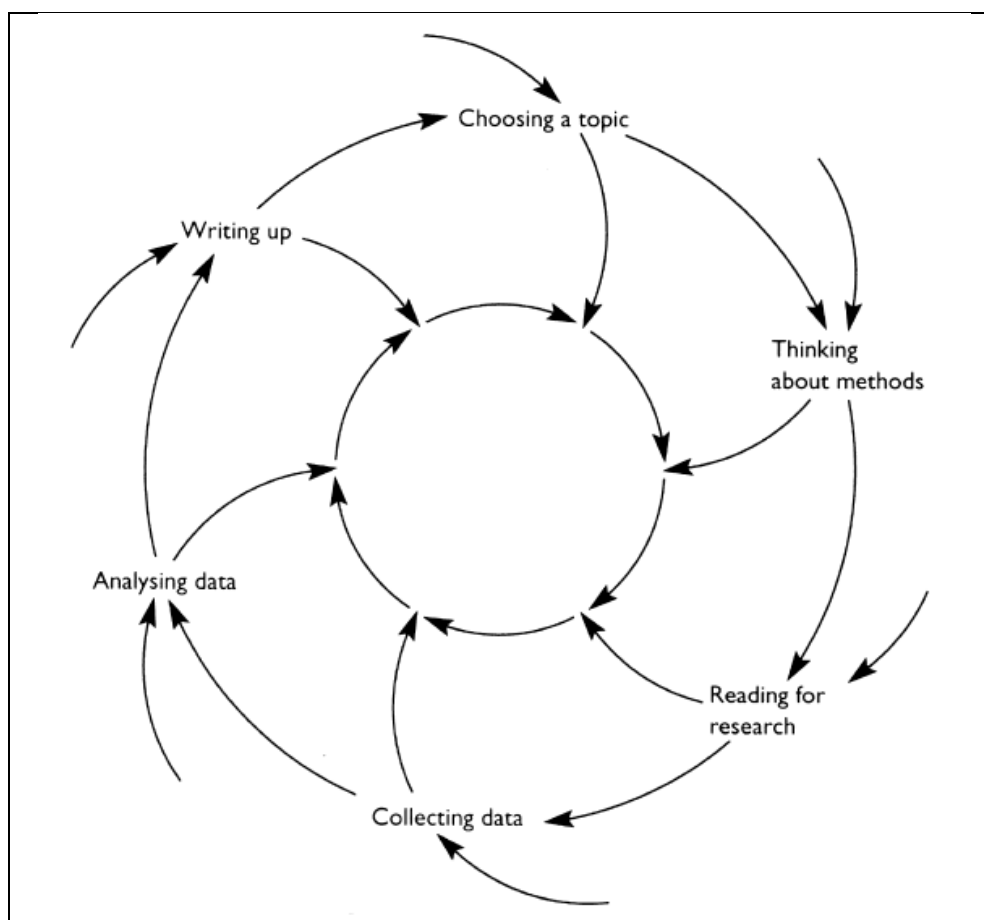 Choosing a topic
Writing up
Thinking
about methods
Analysing data
Reading for
research
Collecting data